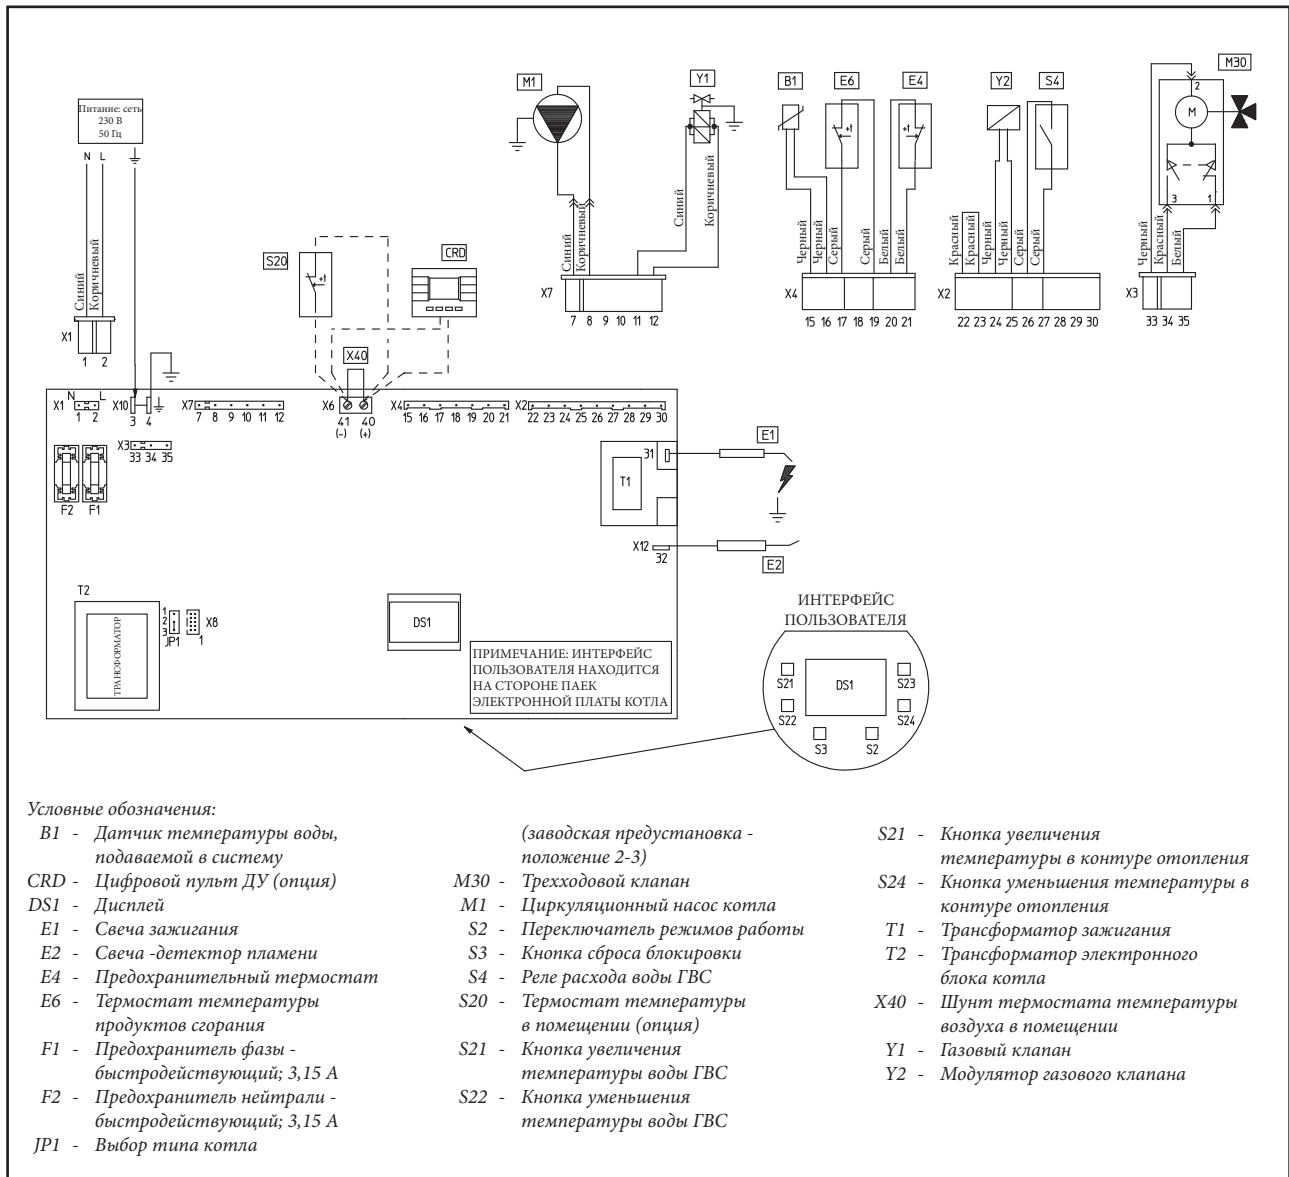 M1
Y1
B1
E6
E4
Y2
S4
M30
Питание: сеть
230 В
50 Гц
N L
2
M
3 1
Синий
Коричневый
X1
1 2
S20
CRD
X40
Синий
Коричневый
Синий
Коричневый
X7
7 8 9 10 11 12
Черный
Черный
Серый
Серый
Белый
Белый
X4
15 16 17 18 19 20 21
Красный
Красный
Черный
Черный
Серый
Серый
X2
22 23 24 25 26 27 28 29 30
Черный
Красный
Белый
X3
33 34 35
X1 N L
1 2
X10
3 4
X7
7 8 9 10 11 12
X6
41 40
(-) (+)
X4
15 16 17 18 19 20 21
X2
22 23 24 25 26 27 28 29 30
X3
33 34 35
F2 F1
31
T1
E1
X12
32
E2
T2
ТРАНСФОРМАТОР
1
2
3
JP1
X8
1
DS1
ПРИМЕЧАНИЕ: ИНТЕРФЕЙС
ПОЛЬЗОВАТЕЛЯ НАХОДИТСЯ
НА СТОРОНЕ ПАЕК
ЭЛЕКТРОННОЙ ПЛАТЫ КОТЛА
ИНТЕРФЕЙС
ПОЛЬЗОВАТЕЛЯ
S21
DS1
S23
S22
S24
S3
S2
Условные обозначения:
B1 - Датчик температуры воды,
подаваемой в систему
CRD - Цифровой пульт ДУ (опция)
DS1 - Дисплей
E1 - Свеча зажигания
E2 - Свеча -детектор пламени
E4 - Предохранительный термостат
E6 - Термостат температуры
продуктов сгорания
F1 - Предохранитель фазы -
быстродействующий; 3,15 А
F2 - Предохранитель нейтрали -
быстродействующий; 3,15 А
JP1 - Выбор типа котла
(заводская предустановка -
положение 2-3)
M30 - Трехходовой клапан
M1 - Циркуляционный насос котла
S2 - Переключатель режимов работы
S3 - Кнопка сброса блокировки
S4 - Реле расхода воды ГВС
S20 - Термостат температуры
в помещении (опция)
S21 - Кнопка увеличения
температуры воды ГВС
S22 - Кнопка уменьшения
температуры воды ГВС
S21 - Кнопка увеличения
температуры в контуре отопления
S24 - Кнопка уменьшения температуры в
контуре отопления
T1 - Трансформатор зажигания
T2 - Трансформатор электронного
блока котла
X40 - Шунт термостата температуры
воздуха в помещении
Y1 - Газовый клапан
Y2 - Модулятор газового клапана